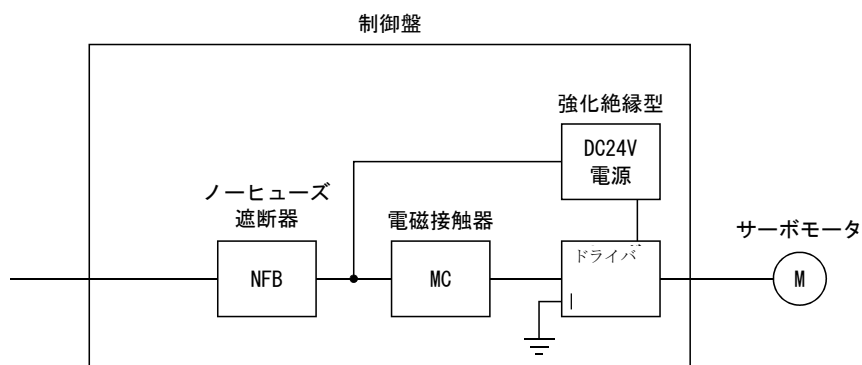 制御盤
強化絶縁型
DC24V
電源
ノーヒューズ
遮断器
電磁接触器
サーボモータ
NFB
MC
ドライバ
M